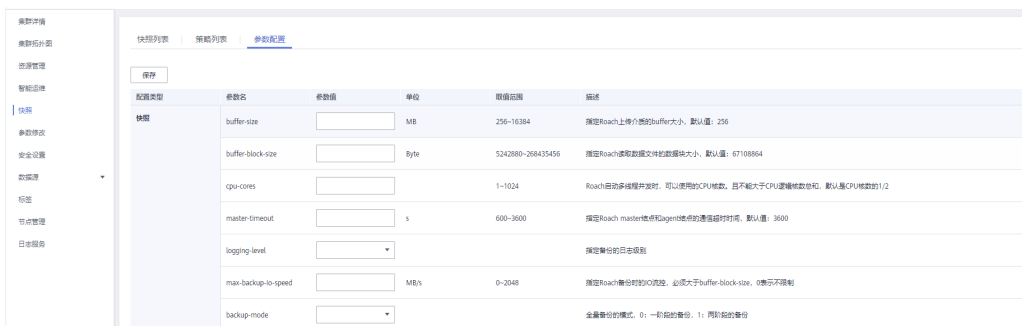 集群详情
集群拓扑图
资源管理
智能运维
快照
参数修改
安全设置
数据源
标签
节点管理
日志服务
快照列表 策略列表 参数配置
保存
配置类型 参数名 参数值 单位 取值范围 描述
快照 buffer-size MB 256~16384 指定Roach上传介质的buffer大小，默认值：256
buffer-block-size Byte 5242880~268435456 指定Roach读取数据文件的数据块大小，默认值：67108864
cpu-cores 1~1024 Roach启动多线程并发时，可以使用的CPU核数。且不能大于CPU逻辑核数总和，默认是CPU核数的1/2
master-timeout s 600~3600 指定Roach master结点和agent结点的通信超时时间，默认值：3600
logging-level 指定备份的日志级别
max-backup-io-speed MB/s 0~2048 指定Roach备份时的IO流控，必须大于buffer-block-size，0表示不限制
backup-mode 全量备份的模式，0：一阶段的备份，1：两阶段的备份